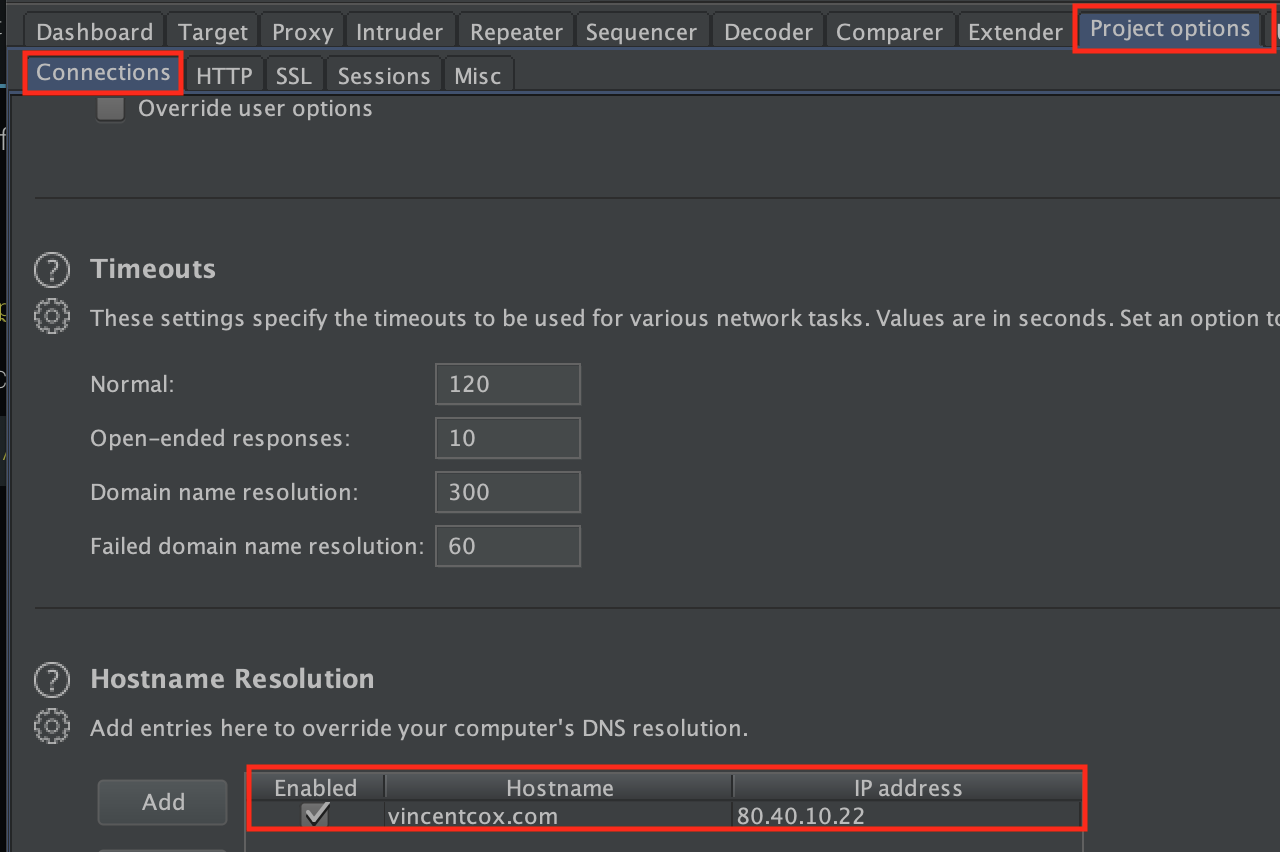 Dashboard Target Proxy Intruder Repeater Sequencer Decoder Comparer Extender Project options
Connections HTTP SSL Sessions Misc
Override user options
Timeouts
These settings specify the timeouts to be used for various network tasks. Values are in seconds. Set an option to
Normal: 120
Open-ended responses: 10
Domain name resolution: 300
Failed domain name resolution: 60
Hostname Resolution
Add entries here to override your computer's DNS resolution.
Add
Enabled Hostname IP address
vincentcox.com 80.40.10.22